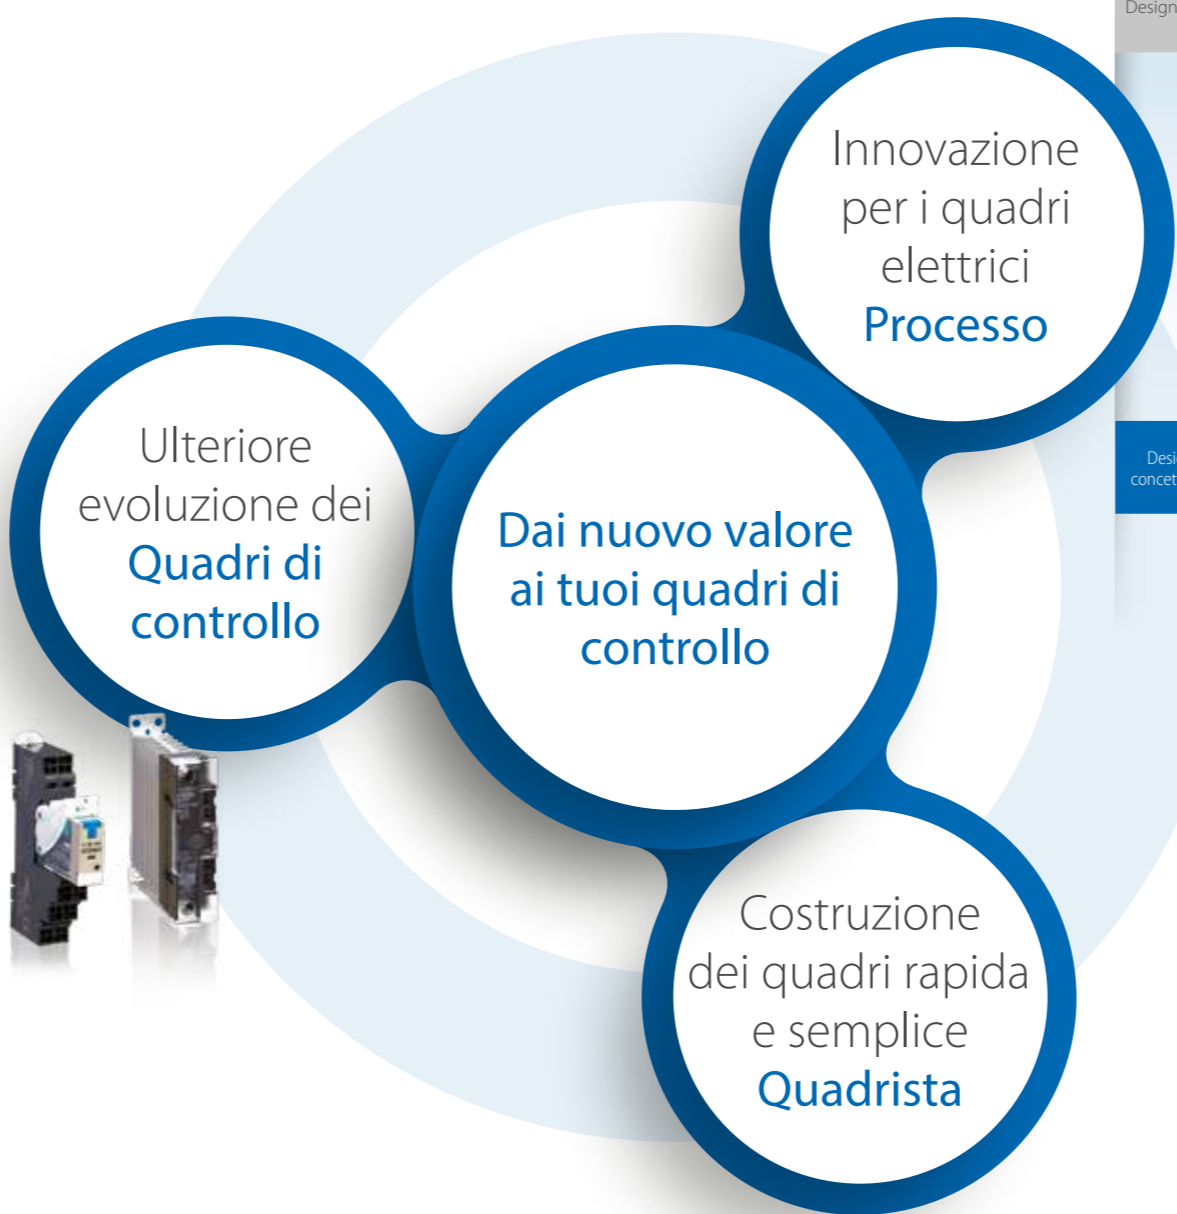 Design
Innovazione
per i quadri
elettrici
Processo
Ulteriore
evoluzione dei
Quadri di
controllo
Dai nuovo valore
ai tuoi quadri di
controllo
Costruzione
dei quadri rapida
e semplice
Quadrista